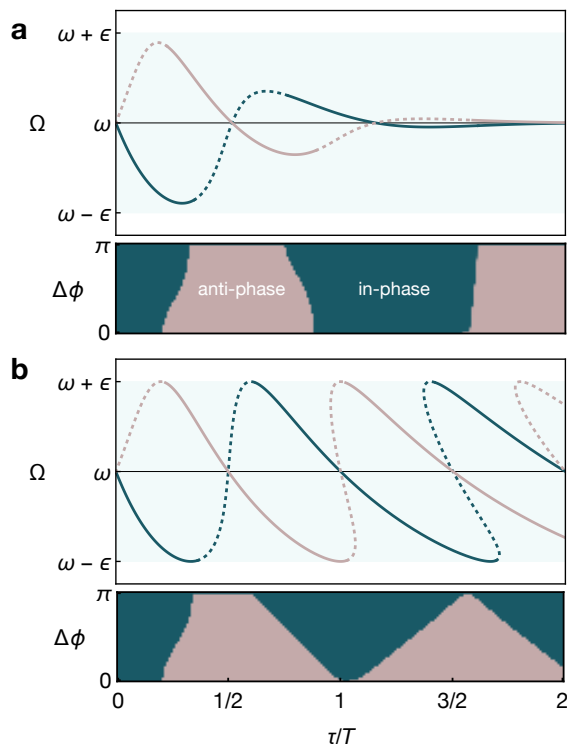 a
ω + ϵ
Ω
ω
ω − ϵ
π
Δϕ
anti-phase
in-phase
0
b
ω + ϵ
Ω
ω
ω − ϵ
π
Δϕ
0
0 1/2 1 3/2 2
τ/T